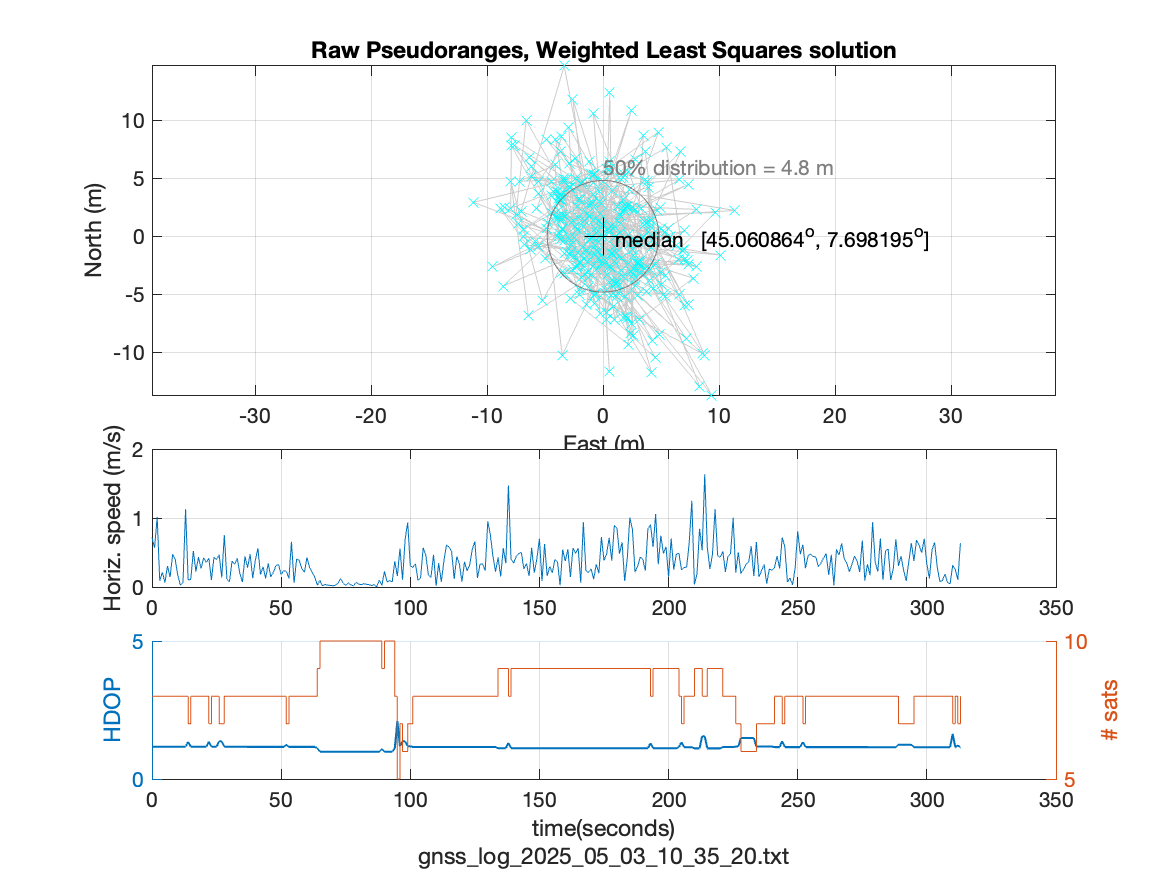 Raw Pseudoranges, Weighted Least Squares solution
North (m)
10
5
0
-5
-10
50% distribution = 4.8 m
median [45.060864o, 7.698195o]
-30 -20 -10 0 10 20 30
East (m)
Horiz. speed (m/s)
2
1
0
0 50 100 150 200 250 300 350
HDOP
5
0
10
5
# sats
0 50 100 150 200 250 300 350
time(seconds)
gnss_log_2025_05_03_10_35_20.txt